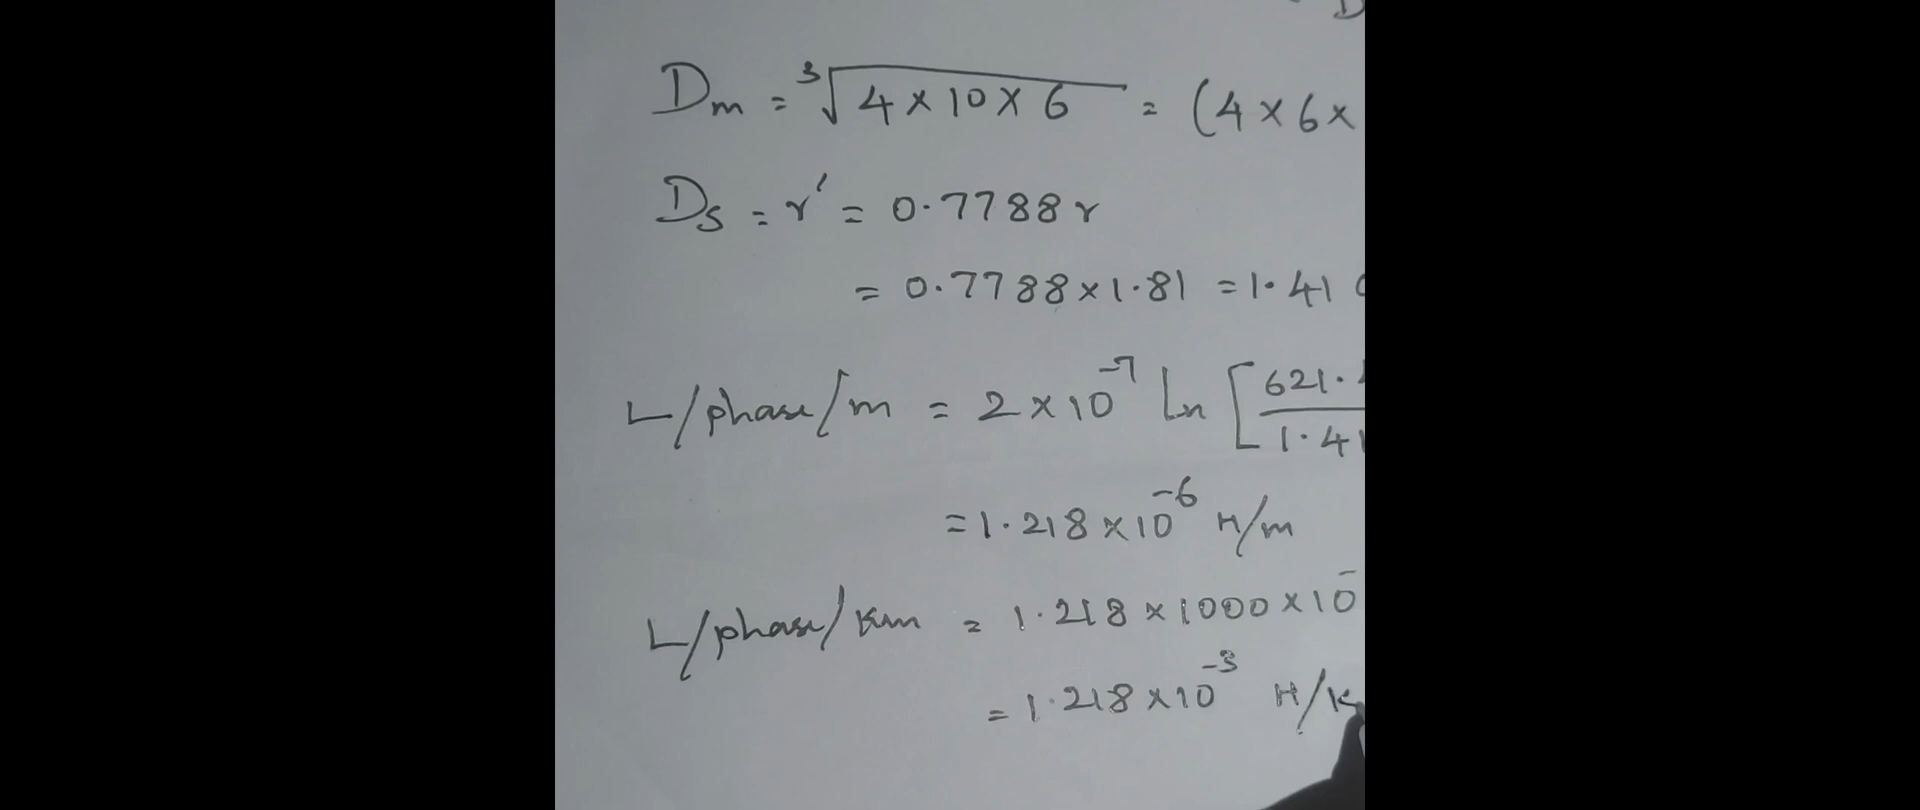 D
Dm = ³√4 × 10 × 6 = (4 × 6 ×
Ds = r' = 0.7788 r
= 0.7788 × 1.81 = 1.41
L/phase/m = 2 × 10⁻⁷ Ln [621. / 1.41
= 1.218 × 10⁻⁶ H/m
L/phase/km = 1.218 × 1000 × 10⁻
= 1.218 × 10⁻³ H/K